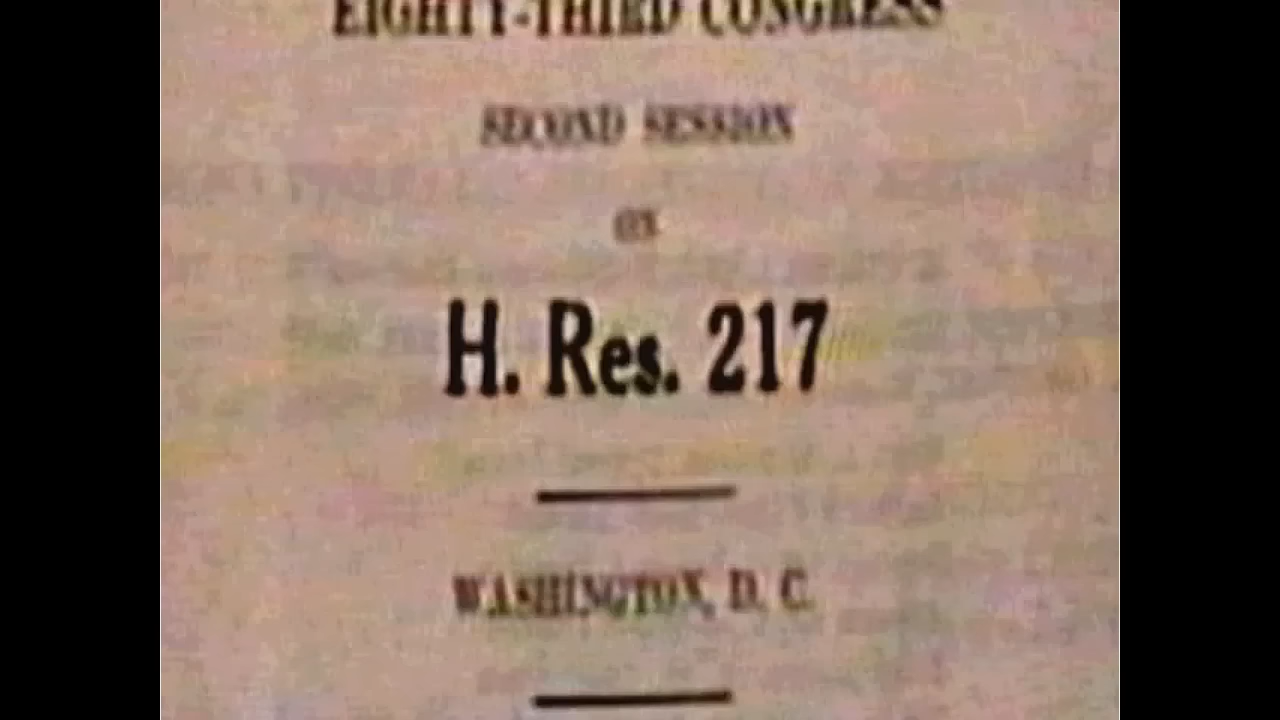 EIGHTY-THIRD CONGRESS
SECOND SESSION
ON
H. Res. 217
WASHINGTON, D. C.